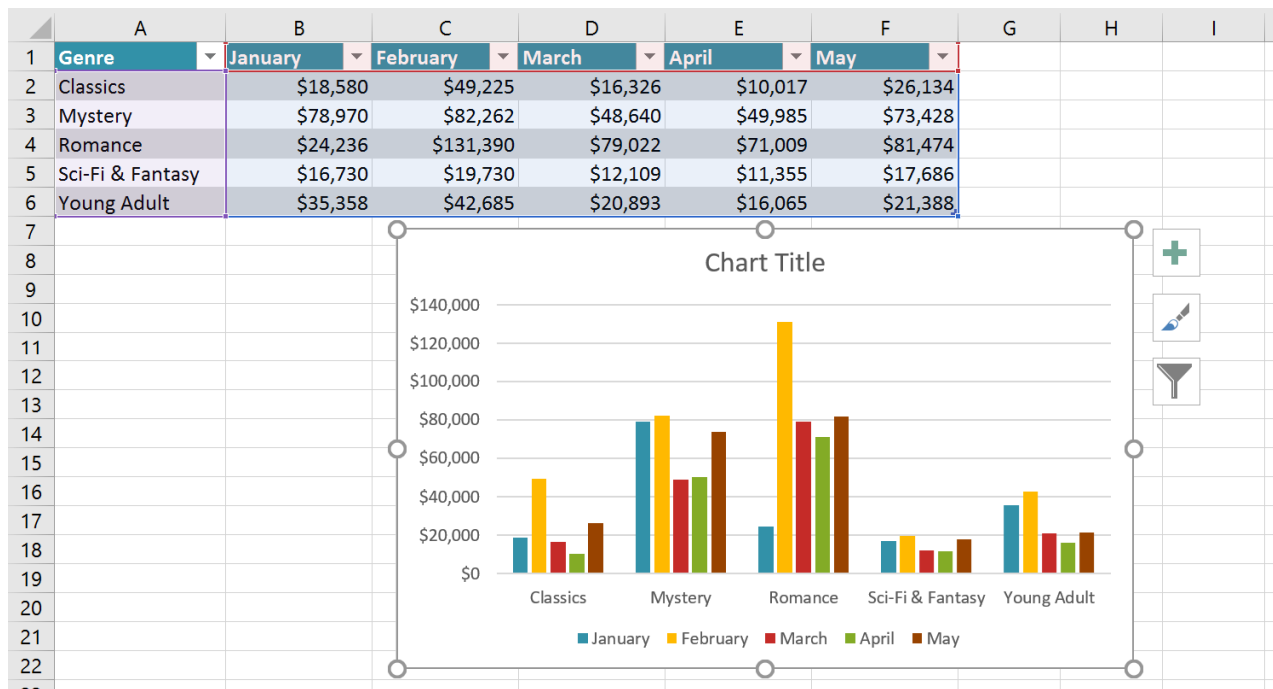 A B C D E F G H I
1 Genre January February March April May
2 Classics $18,580 $49,225 $16,326 $10,017 $26,134
3 Mystery $78,970 $82,262 $48,640 $49,985 $73,428
4 Romance $24,236 $131,390 $79,022 $71,009 $81,474
5 Sci-Fi & Fantasy $16,730 $19,730 $12,109 $11,355 $17,686
6 Young Adult $35,358 $42,685 $20,893 $16,065 $21,388
7
8 Chart Title
9
10 $140,000
11 $120,000
12 $100,000
13
14 $80,000
15 $60,000
16 $40,000
17
18 $20,000
19 $0
20 Classics Mystery Romance Sci-Fi & Fantasy Young Adult
21 January February March April May
22